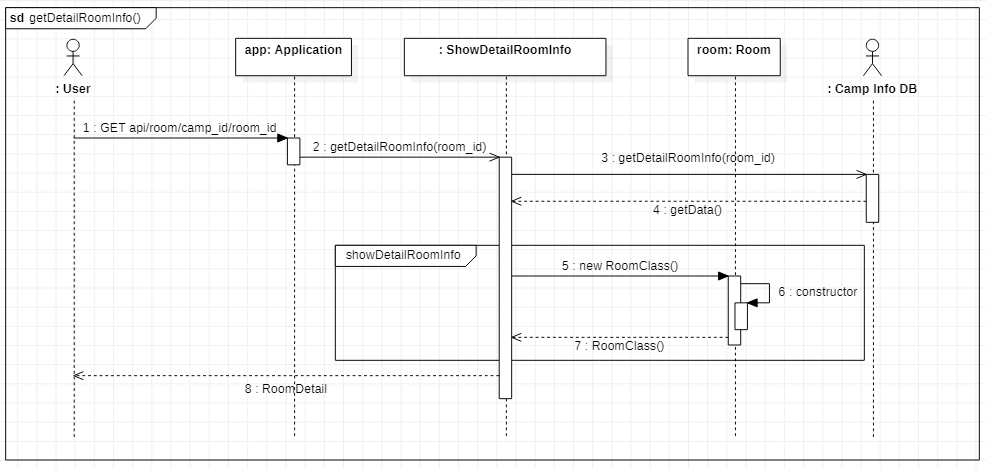 sd getDetailRoomInfo()
app: Application
: ShowDetailRoomInfo
room: Room
: User
: Camp Info DB
1 : GET api/room/camp_id/room_id
2 : getDetailRoomInfo(room_id)
3 : getDetailRoomInfo(room_id)
4 : getData()
showDetailRoomInfo
5 : new RoomClass()
6 : constructor
7 : RoomClass()
8 : RoomDetail